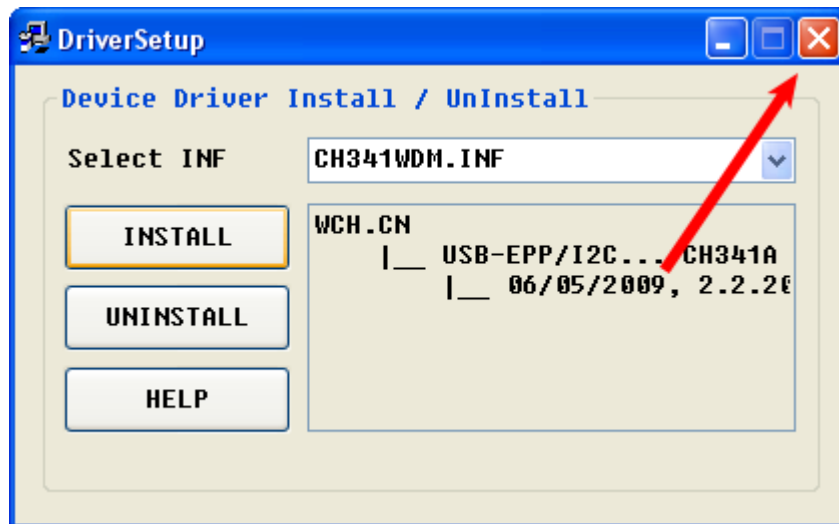 DriverSetup
Device Driver Install / UnInstall
Select INF
CH341WDM.INF
INSTALL
UNINSTALL
HELP
WCH.CN
|__ USB-EPP/I2C... CH341A
|__ 06/05/2009, 2.2.20